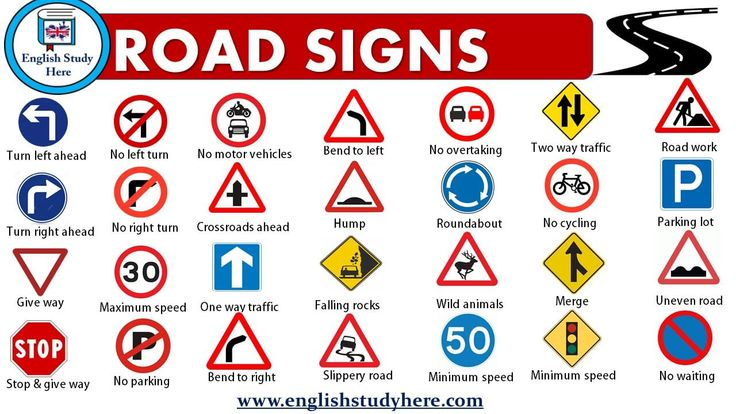 English Study
Here
ROAD SIGNS
Turn left ahead
No left turn
No motor vehicles
Bend to left
No overtaking
Two way traffic
Road work
Turn right ahead
No right turn
Crossroads ahead
Hump
Roundabout
No cycling
P
Parking lot
Give way
30
Maximum speed
One way traffic
Falling rocks
Wild animals
Merge
Uneven road
STOP
Stop & give way
P
No parking
Bend to right
Slippery road
50
Minimum speed
Minimum speed
No waiting
www.englishstudyhere.com